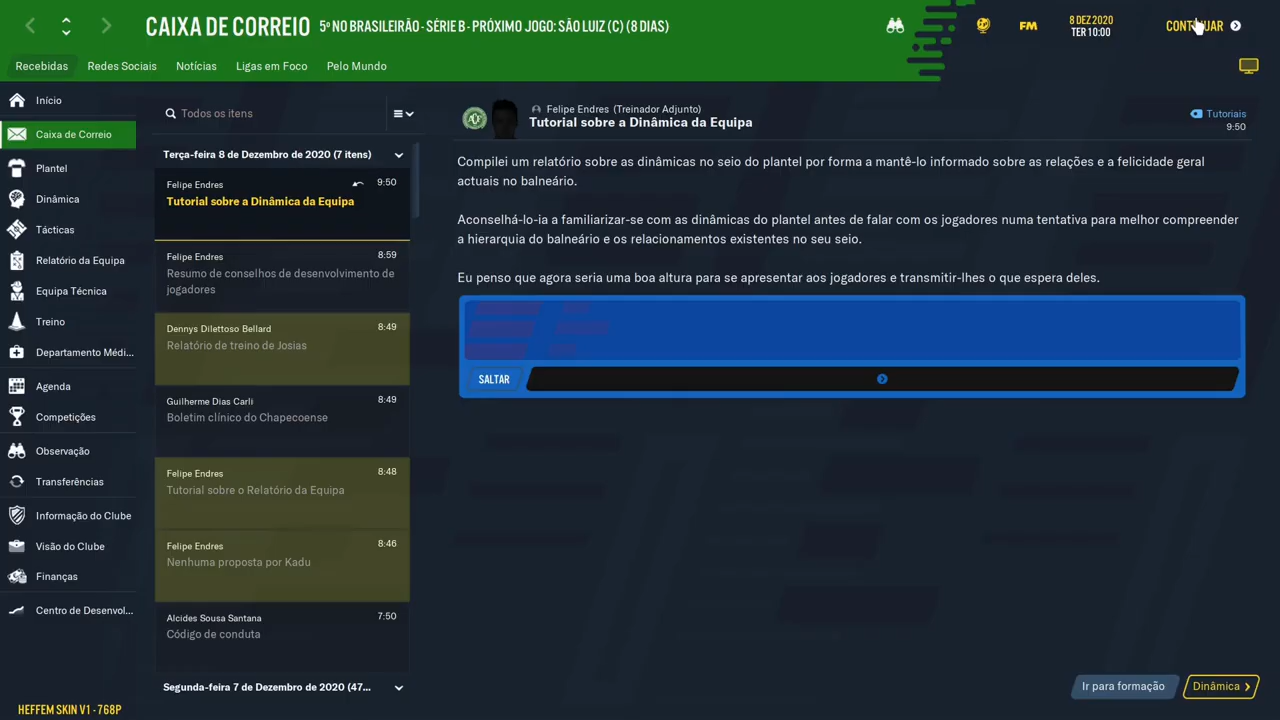 CAIXA DE CORREIO
5º NO BRASILEIRÃO - SÉRIE B - PRÓXIMO JOGO: SÃO LUIZ (C) (8 DIAS)
FM
8 DEZ 2020
TER 10:00
CONTINUAR
Recebidas
Redes Sociais
Notícias
Ligas em Foco
Pelo Mundo
Início
Caixa de Correio
Plantel
Dinâmica
Tácticas
Relatório da Equipa
Equipa Técnica
Treino
Departamento Médi...
Agenda
Competições
Observação
Transferências
Informação do Clube
Visão do Clube
Finanças
Centro de Desenvol...
HEFFEM SKIN V1 - 768P
Todos os itens
Terça-feira 8 de Dezembro de 2020 (7 itens)
Felipe Endres 9:50
Tutorial sobre a Dinâmica da Equipa
Felipe Endres 8:59
Resumo de conselhos de desenvolvimento de
jogadores
Dennys Dilettoso Bellard 8:49
Relatório de treino de Josias
Guilherme Dias Carli 8:49
Boletim clínico do Chapecoense
Felipe Endres 8:48
Tutorial sobre o Relatório da Equipa
Felipe Endres 8:46
Nenhuma proposta por Kadu
Alcides Sousa Santana 7:50
Código de conduta
Segunda-feira 7 de Dezembro de 2020 (47...
Felipe Endres (Treinador Adjunto)
Tutorial sobre a Dinâmica da Equipa
Tutoriais
9:50
Compilei um relatório sobre as dinâmicas no seio do plantel por forma a mantê-lo informado sobre as relações e a felicidade geral
actuais no balneário.
Aconselhá-lo-ia a familiarizar-se com as dinâmicas do plantel antes de falar com os jogadores numa tentativa para melhor compreender
a hierarquia do balneário e os relacionamentos existentes no seu seio.
Eu penso que agora seria uma boa altura para se apresentar aos jogadores e transmitir-lhes o que espera deles.
SALTAR
Ir para formação
Dinâmica